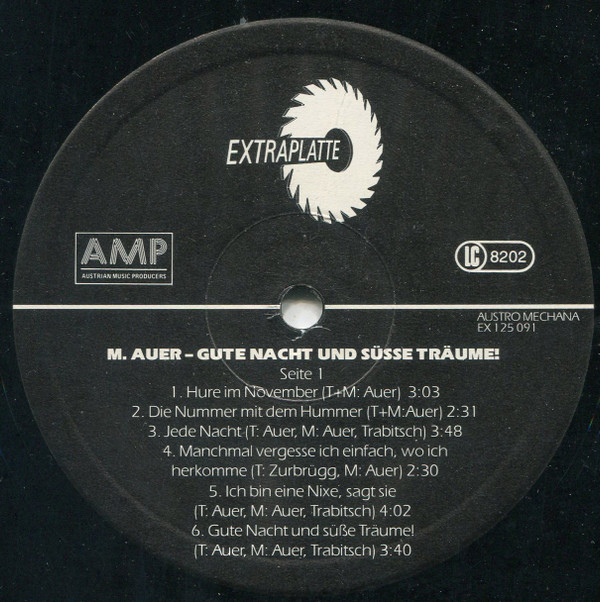 EXTRAPLATTE
AMP
AUSTRIAN MUSIC PRODUCERS
LC 8202
AUSTRO MECHANA
EX 125 091
M. AUER – GUTE NACHT UND SÜSSE TRÄUME!
Seite 1
1. Hure im November (T+M: Auer) 3:03
2. Die Nummer mit dem Hummer (T+M:Auer) 2:31
3. Jede Nacht (T: Auer, M: Auer, Trabitsch) 3:48
4. Manchmal vergesse ich einfach, wo ich
herkomme (T: Zurbrügg, M: Auer) 2:30
5. Ich bin eine Nixe, sagt sie
(T: Auer, M: Auer, Trabitsch) 4:02
6. Gute Nacht und süße Träume!
(T: Auer, M: Auer, Trabitsch) 3:40